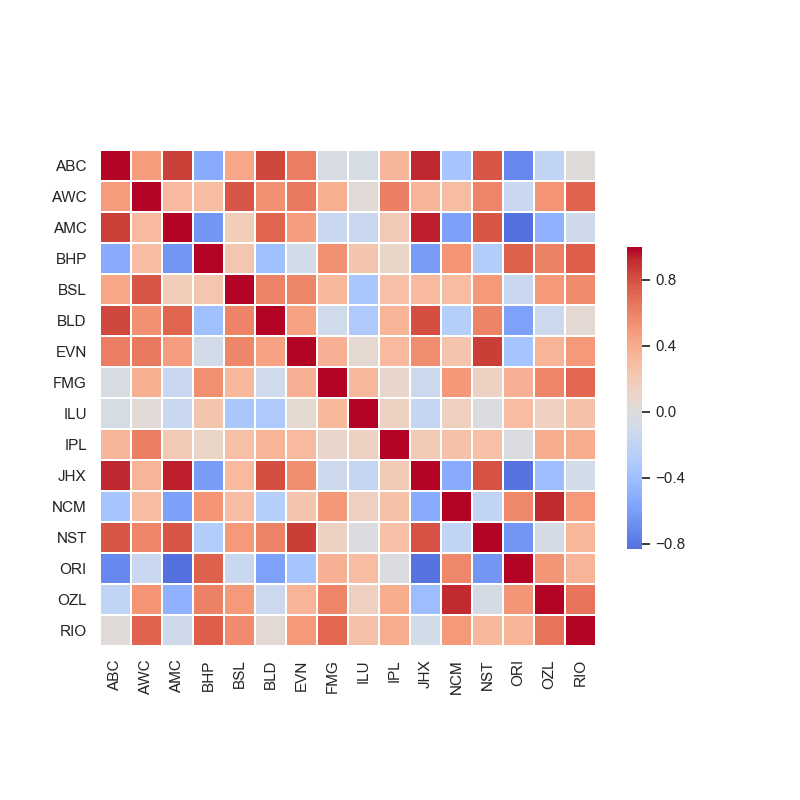 ABC
AWC
AMC
BHP
BSL
BLD
EVN
FMG
ILU
IPL
JHX
NCM
NST
ORI
OZL
RIO
ABC AWC AMC BHP BSL BLD EVN FMG ILU IPL JHX NCM NST ORI OZL RIO
0.8
0.4
0.0
−0.4
−0.8